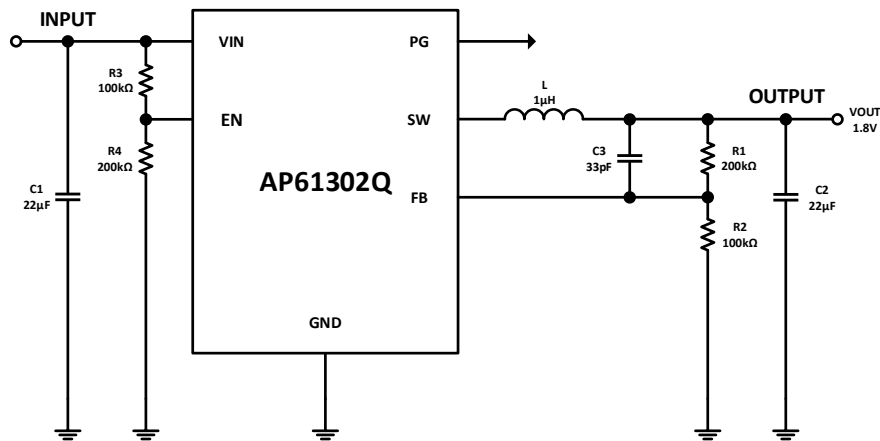 INPUT
VIN
PG
R3
100kΩ
L
1µH
OUTPUT
EN
SW
VOUT
1.8V
R4
200kΩ
C3
33pF
R1
200kΩ
AP61302Q
C1
22µF
FB
C2
22µF
R2
100kΩ
GND